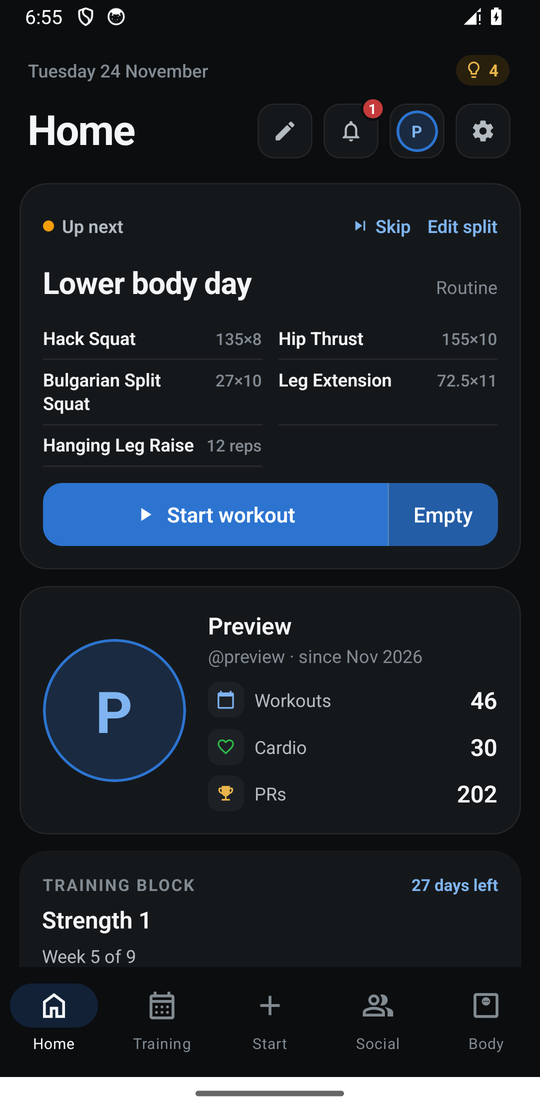 6:55
Tuesday 24 November
4
Home
1
P
Up next
Skip
Edit split
Lower body day
Routine
Hack Squat 135×8
Hip Thrust 155×10
Bulgarian Split
Squat
27×10
Leg Extension 72.5×11
Hanging Leg Raise 12 reps
Start workout
Empty
P
Preview
@preview · since Nov 2026
Workouts 46
Cardio 30
PRs 202
TRAINING BLOCK
27 days left
Strength 1
Week 5 of 9
Home
Training
Start
Social
Body